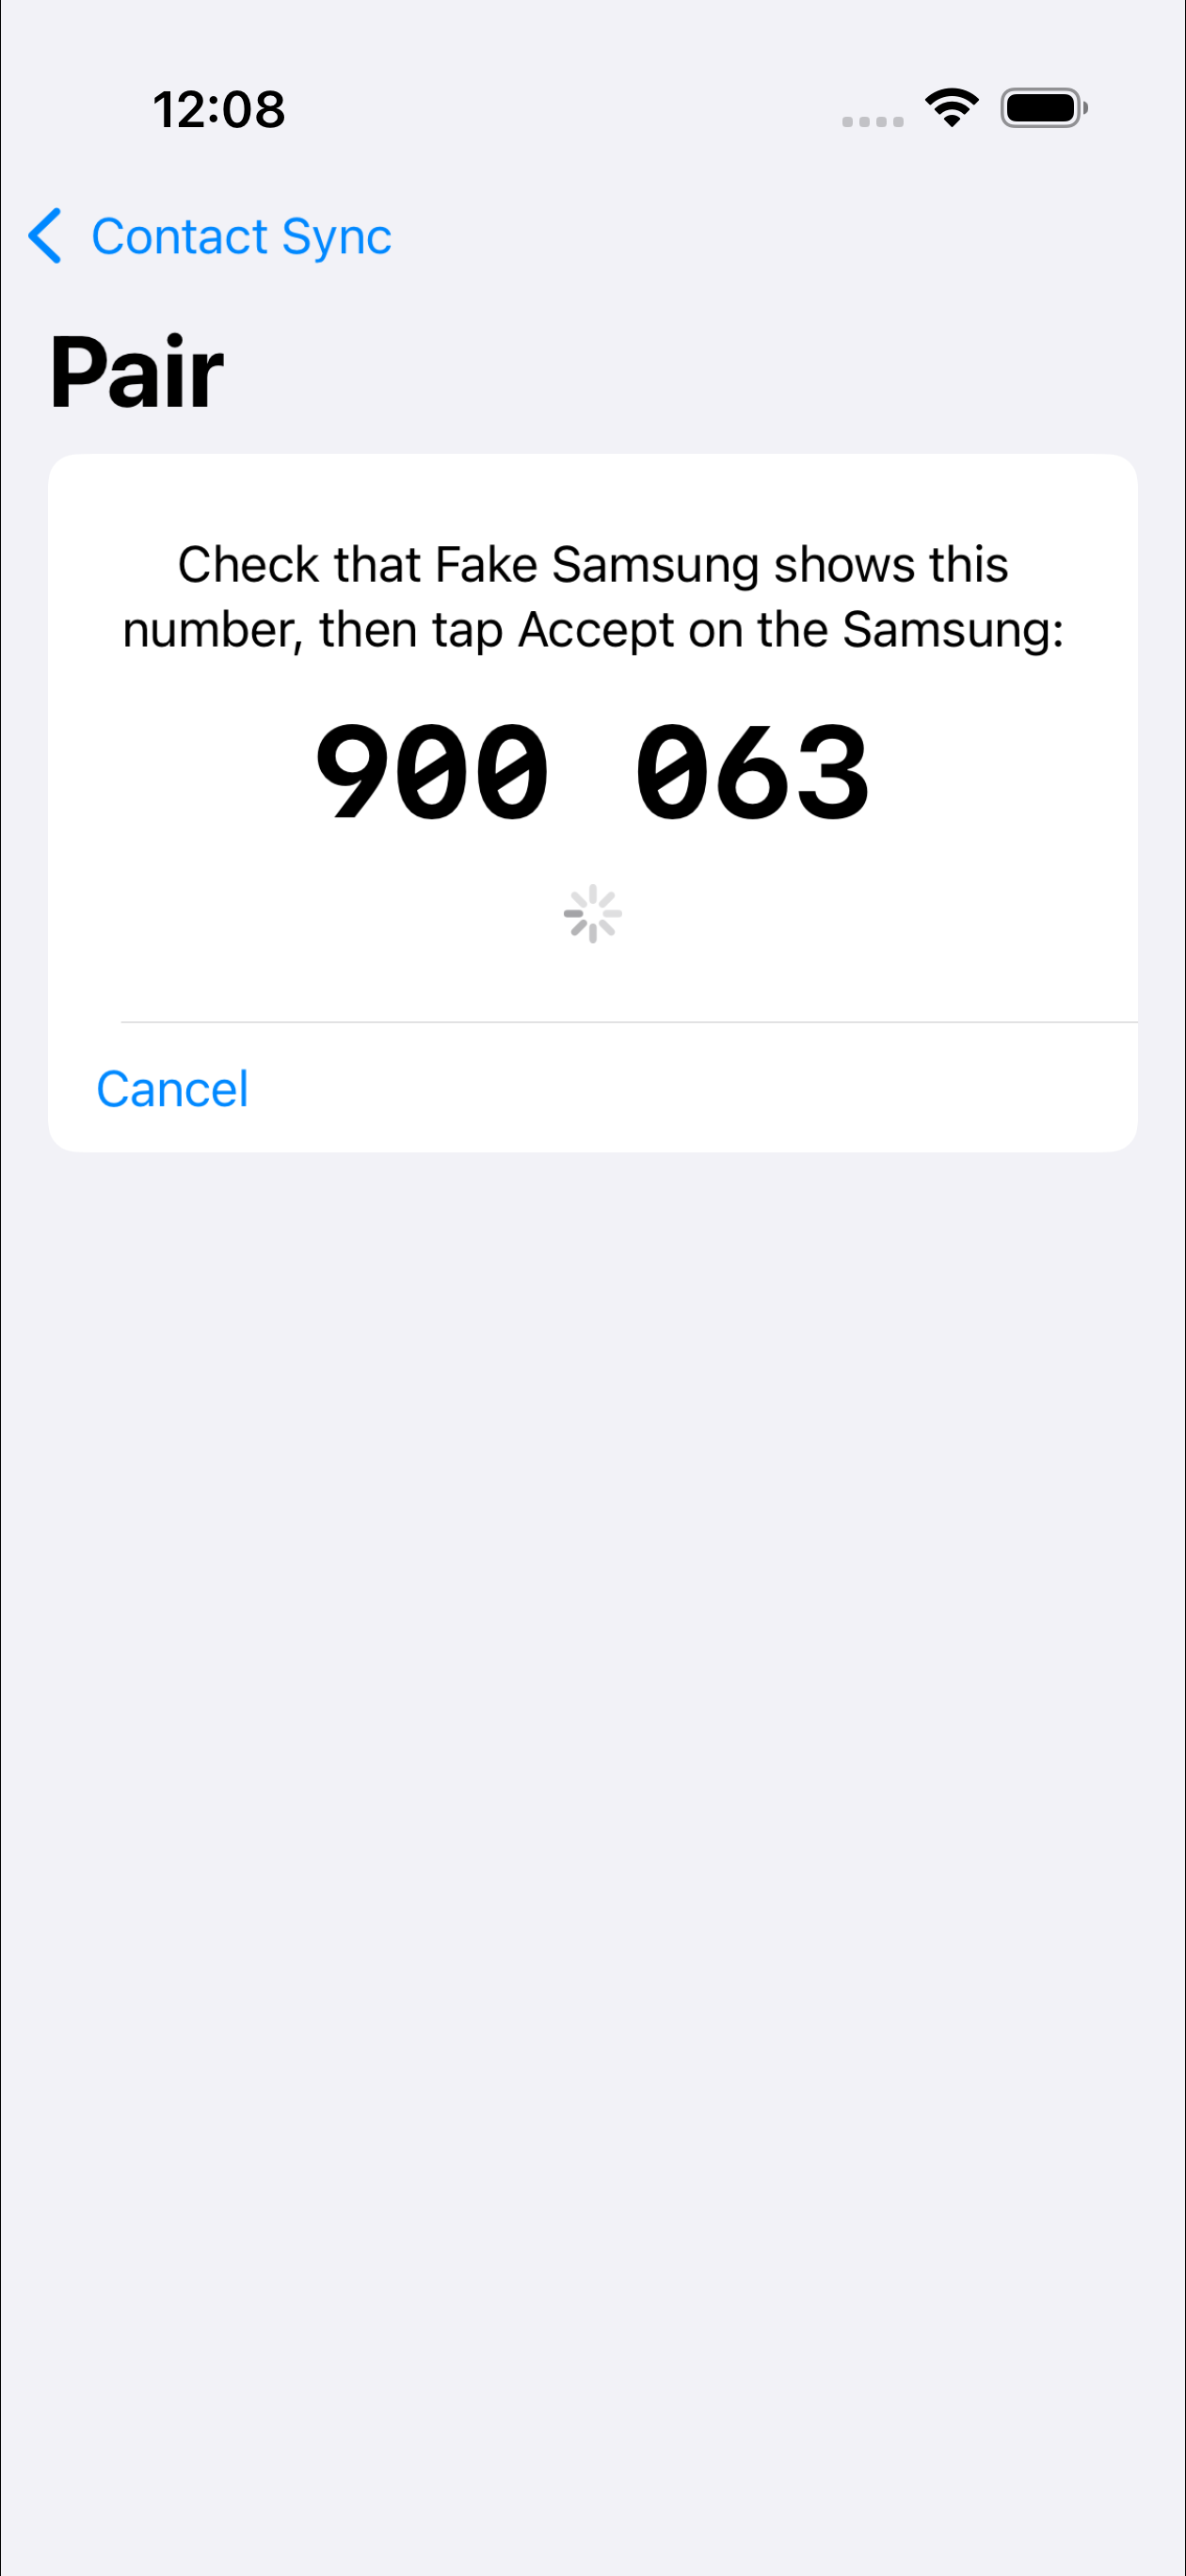 12:08
Contact Sync
Pair
Check that Fake Samsung shows this
number, then tap Accept on the Samsung:
900 063
Cancel